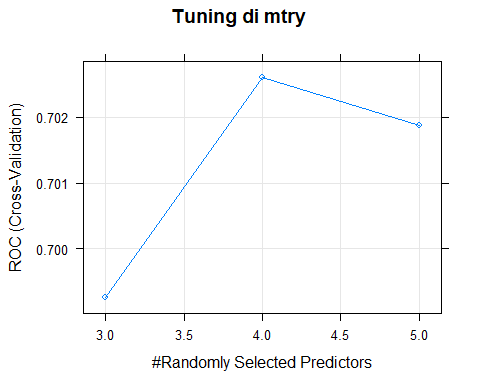 Tuning di mtry
ROC (Cross-Validation)
0.702
0.701
0.700
3.0 3.5 4.0 4.5 5.0
#Randomly Selected Predictors